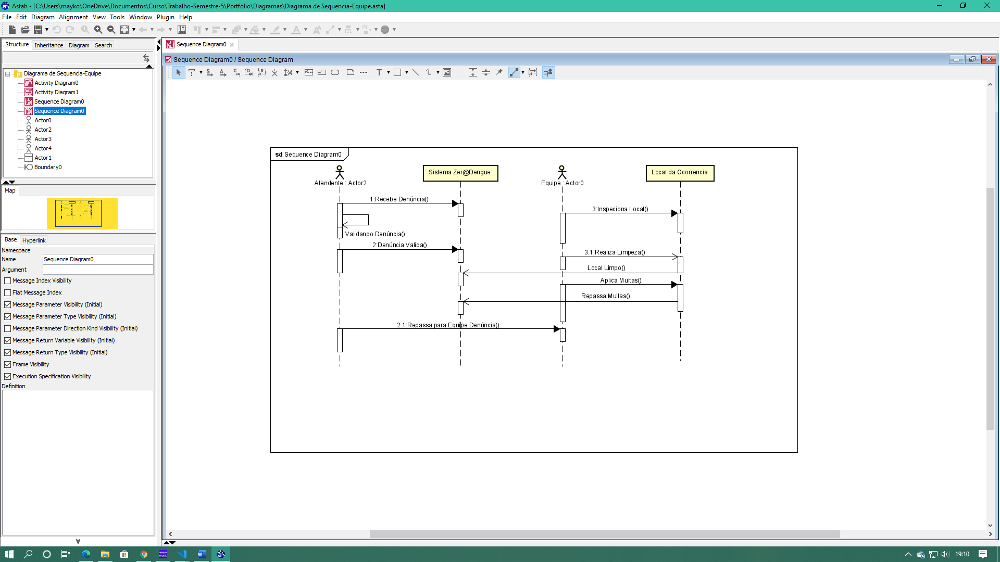 Astah - [C:\Users\mayko\OneDrive\Documentos\Curso\Trabalho-Semestre-5\Portfólio\Diagramas\Diagrama de Sequencia-Equipe.asta]
File Edit Diagram Alignment View Tools Window Plugin Help
Structure Inheritance Diagram Search
Diagrama de Sequencia-Equipe
Activity Diagram0
Activity Diagram1
Sequence Diagram0
Sequence Diagram0
Actor0
Actor2
Actor3
Actor4
Actor1
Boundary0
Map
Base Hyperlink
Namespace
Name Sequence Diagram0
Argument
Message Index Visibility
Flat Message Index
Message Parameter Visibility (Initial)
Message Parameter Type Visibility (Initial)
Message Parameter Direction Kind Visibility (Initial)
Message Return Variable Visibility (Initial)
Message Return Type Visibility (Initial)
Frame Visibility
Execution Specification Visibility
Definition
Sequence Diagram0
Sequence Diagram0 / Sequence Diagram
sd Sequence Diagram0
Atendente : Actor2
Sistema Zer@Dengue
Equipe : Actor0
Local da Ocorrencia
1:Recebe Denúncia()
3:Inspeciona Local()
Validando Denúncia()
2:Denúncia Valida()
3.1:Realiza Limpeza()
Local Limpo()
Aplica Multas()
Repassa Multas()
2.1:Repassa para Equipe Denúncia()
19:10